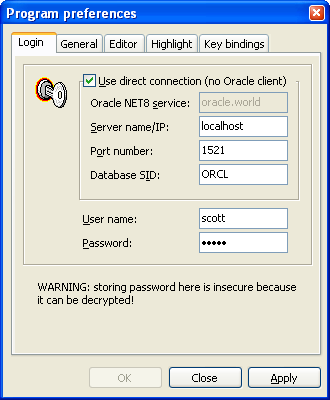 Program preferences
Login General Editor Highlight Key bindings
Use direct connection (no Oracle client)
Oracle NET8 service: oracle.world
Server name/IP: localhost
Port number: 1521
Database SID: ORCL
User name: scott
Password: •••••
WARNING: storing password here is insecure because
it can be decrypted!
OK Close Apply